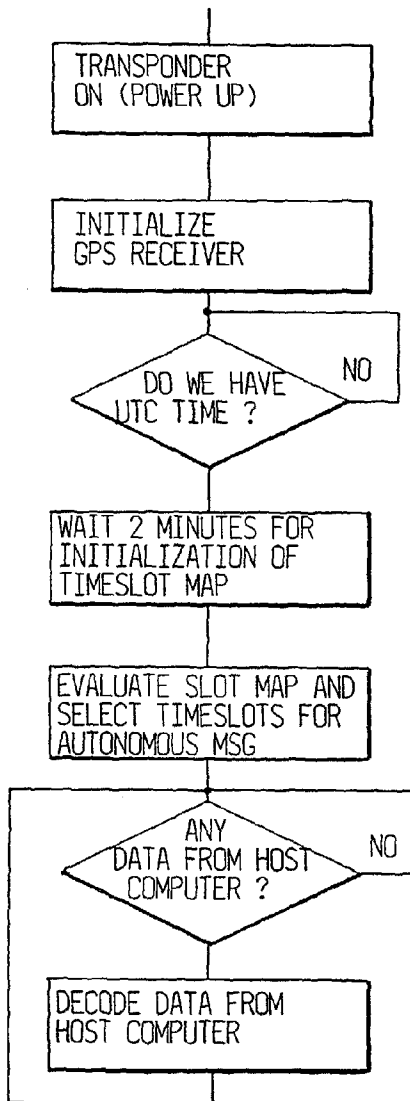 TRANSPONDER
ON (POWER UP)
INITIALIZE
GPS RECEIVER
DO WE HAVE
UTC TIME ?
NO
WAIT 2 MINUTES FOR
INITIALIZATION OF
TIMESLOT MAP
EVALUATE SLOT MAP AND
SELECT TIMESLOTS FOR
AUTONOMOUS MSG
ANY
DATA FROM HOST
COMPUTER ?
NO
DECODE DATA FROM
HOST COMPUTER